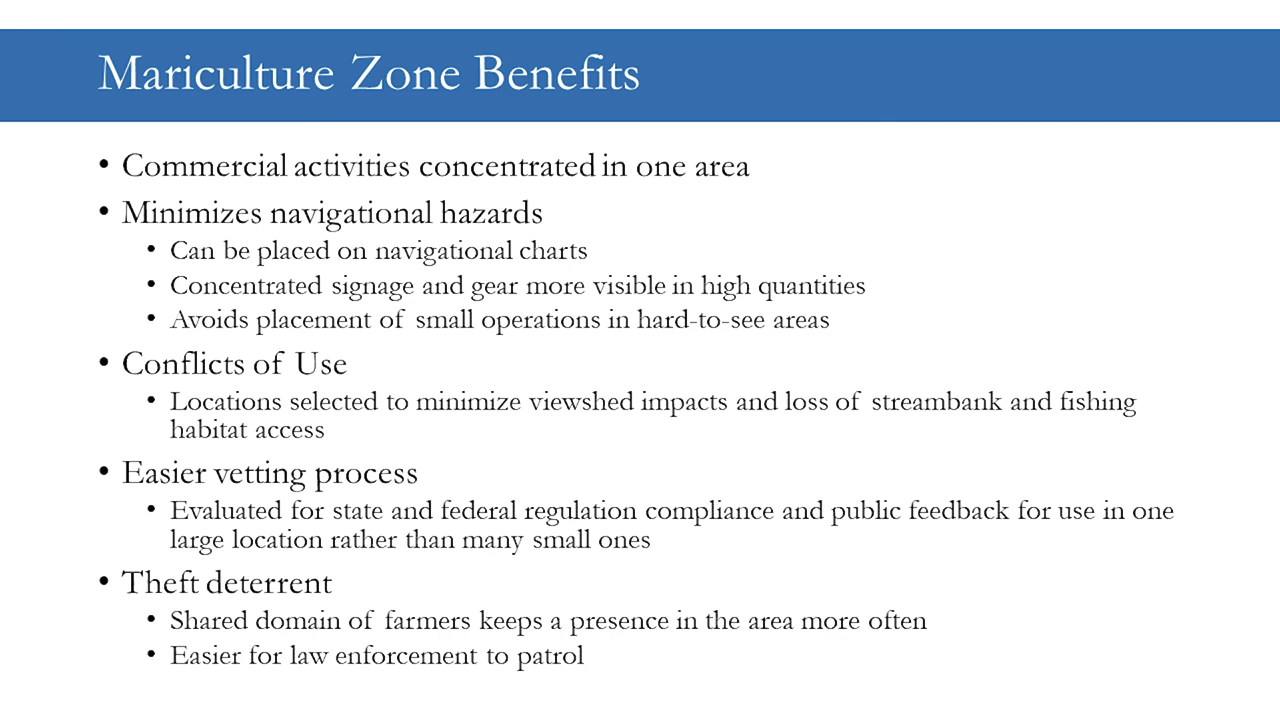 Mariculture Zone Benefits
• Commercial activities concentrated in one area
• Minimizes navigational hazards
• Can be placed on navigational charts
• Concentrated signage and gear more visible in high quantities
• Avoids placement of small operations in hard-to-see areas
• Conflicts of Use
• Locations selected to minimize viewshed impacts and loss of streambank and fishing
habitat access
• Easier vetting process
• Evaluated for state and federal regulation compliance and public feedback for use in one
large location rather than many small ones
• Theft deterrent
• Shared domain of farmers keeps a presence in the area more often
• Easier for law enforcement to patrol